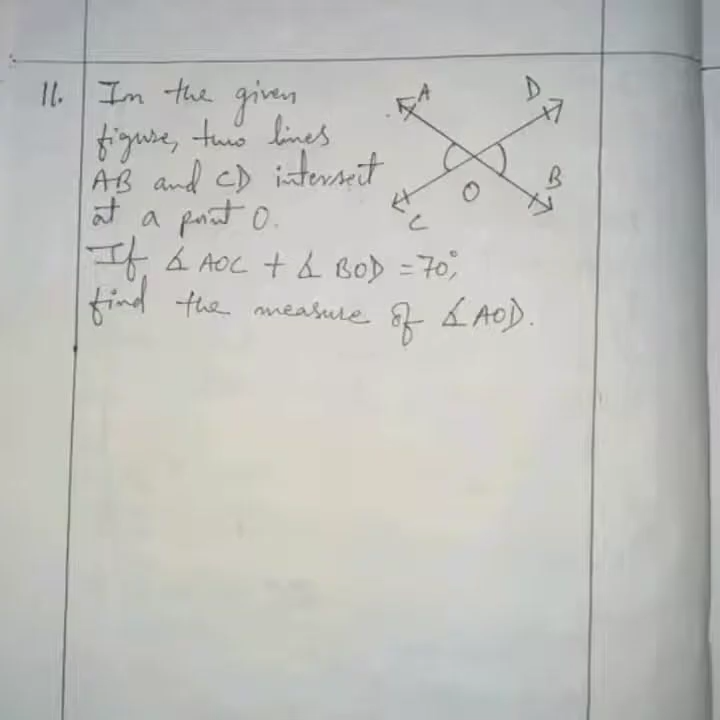 11. In the given
figure, two lines
AB and CD intersect
at a point O.
If ∡ AOC + ∡ BOD = 70°,
find the measure of ∡ AOD.
A
D
B
O
C